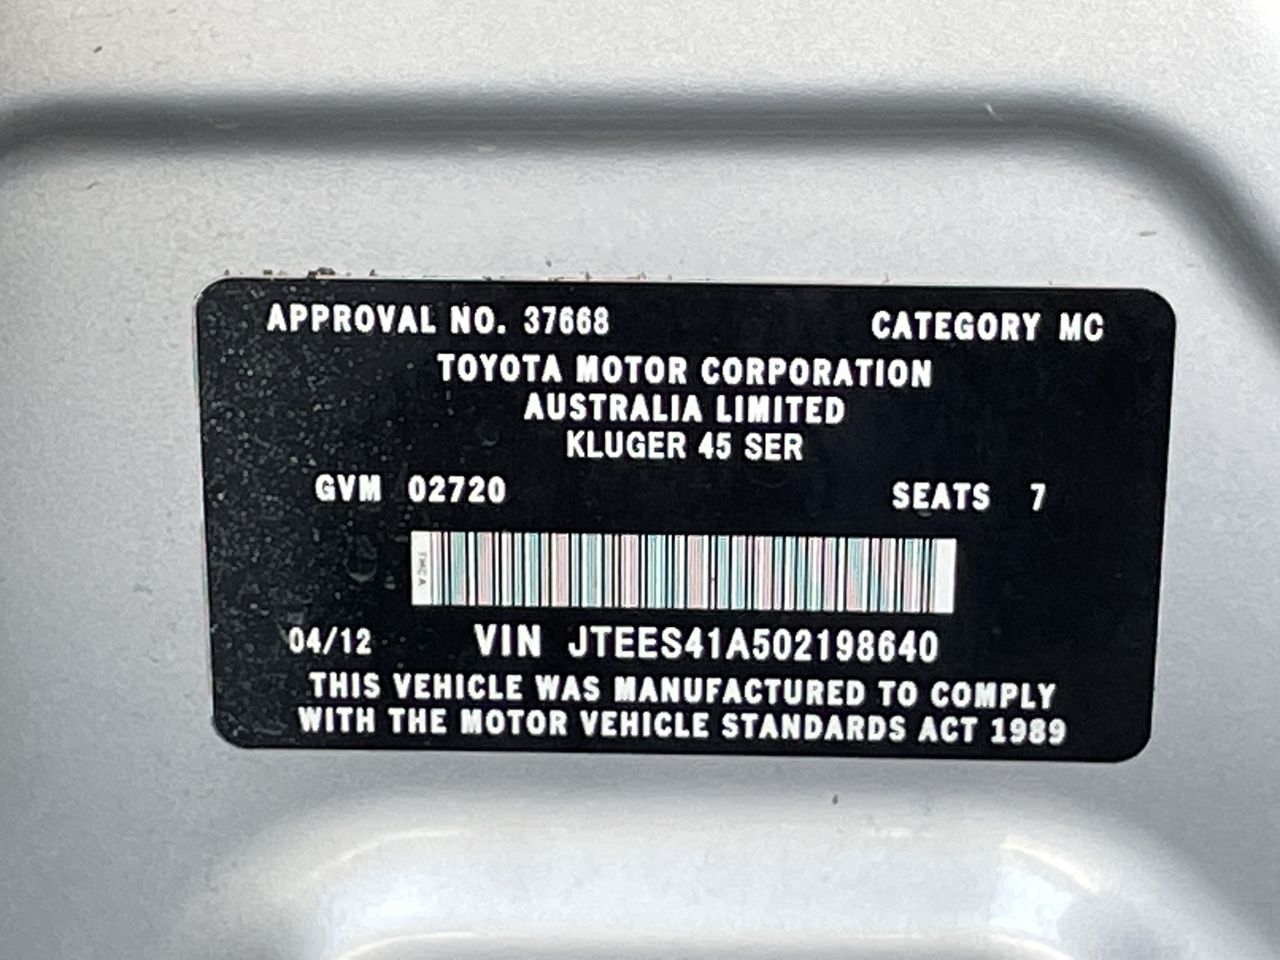 APPROVAL NO. 37668 CATEGORY MC
TOYOTA MOTOR CORPORATION
AUSTRALIA LIMITED
KLUGER 45 SER
GVM 02720 SEATS 7
TMCA
04/12 VIN JTEES41A502198640
THIS VEHICLE WAS MANUFACTURED TO COMPLY
WITH THE MOTOR VEHICLE STANDARDS ACT 1989